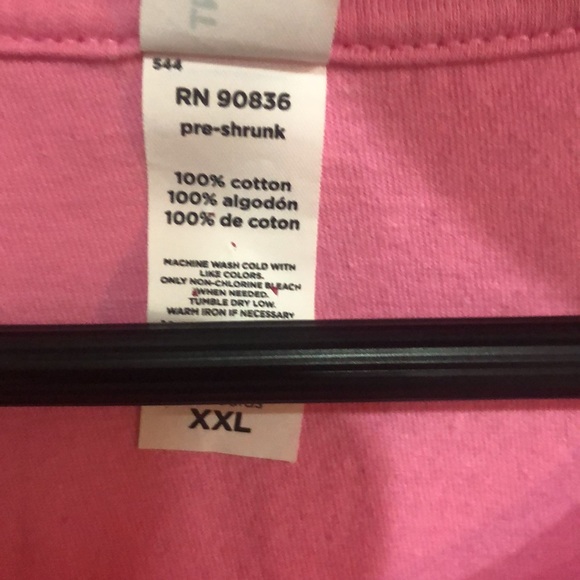 544
RN 90836
pre-shrunk
100% cotton
100% algodón
100% de coton
MACHINE WASH COLD WITH
LIKE COLORS.
ONLY NON-CHLORINE BLEACH
WHEN NEEDED.
TUMBLE DRY LOW.
WARM IRON IF NECESSARY
XXL